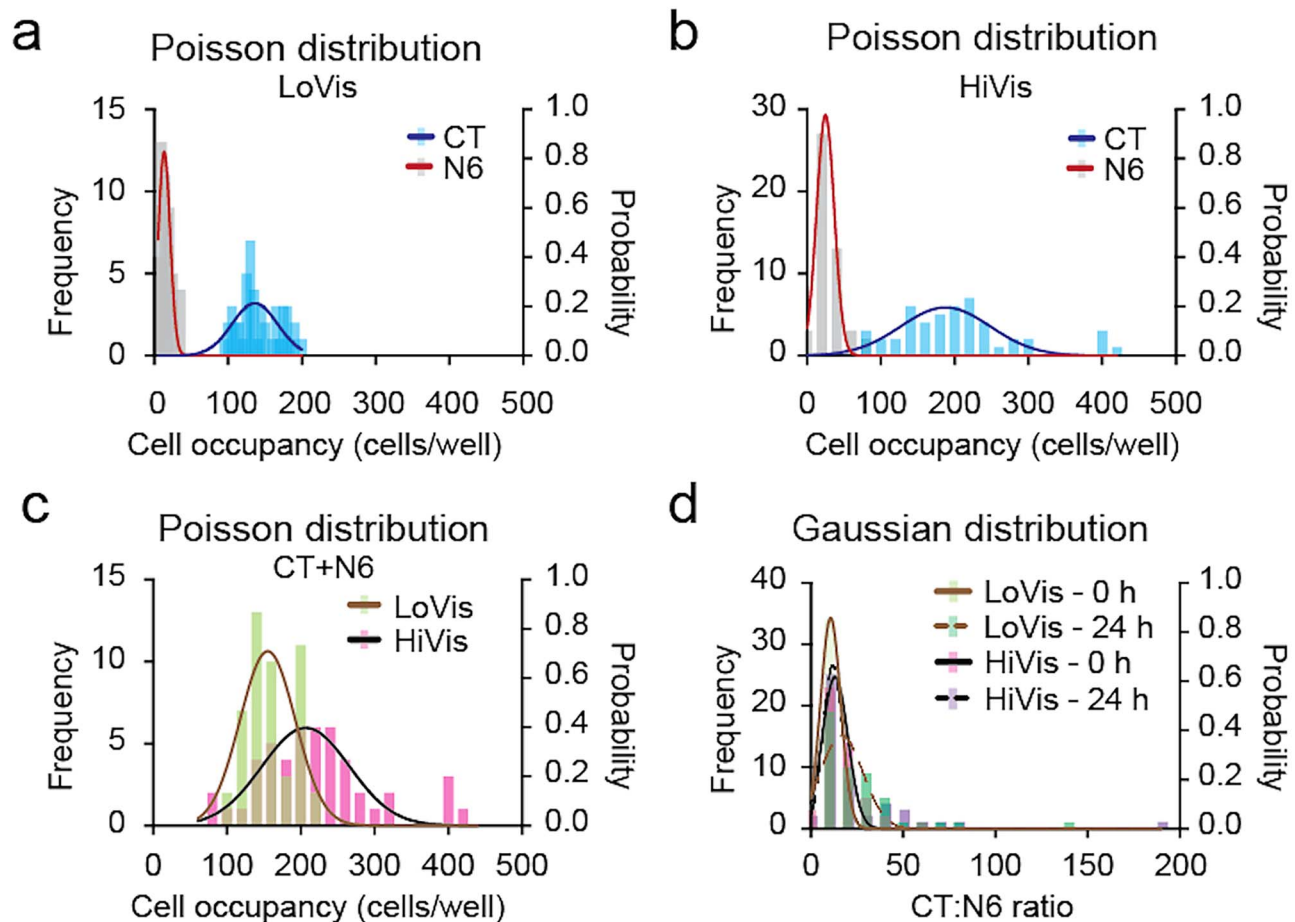 a
Poisson distribution
LoVis
15
10
5
0
Frequency
1.0
0.8
0.6
0.4
0.2
0.0
Probability
CT
N6
0 100 200 300 400 500
Cell occupancy (cells/well)
b
Poisson distribution
HiVis
30
20
10
0
Frequency
1.0
0.8
0.6
0.4
0.2
0.0
Probability
CT
N6
0 100 200 300 400 500
Cell occupancy (cells/well)
c
Poisson distribution
CT+N6
15
10
5
0
Frequency
1.0
0.8
0.6
0.4
0.2
0.0
Probability
LoVis
HiVis
0 100 200 300 400 500
Cell occupancy (cells/well)
d
Gaussian distribution
40
30
20
10
0
Frequency
1.0
0.8
0.6
0.4
0.2
0.0
Probability
LoVis - 0 h
LoVis - 24 h
HiVis - 0 h
HiVis - 24 h
0 50 100 150 200
CT:N6 ratio